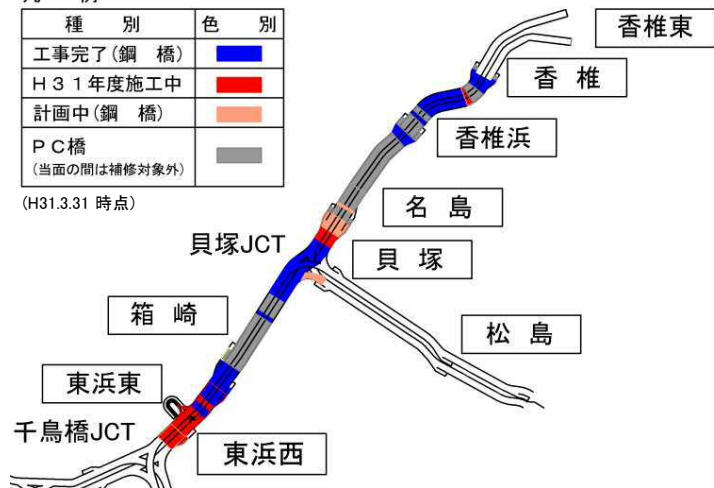 種　別　色　別
工事完了(鋼　橋)
H31年度施工中
計画中(鋼　橋)
PC橋
(当面の間は補修対象外)
(H31.3.31 時点)
香椎東
香 椎
香椎浜
名 島
貝塚JCT
貝 塚
箱 崎
松 島
東浜東
千鳥橋JCT
東浜西